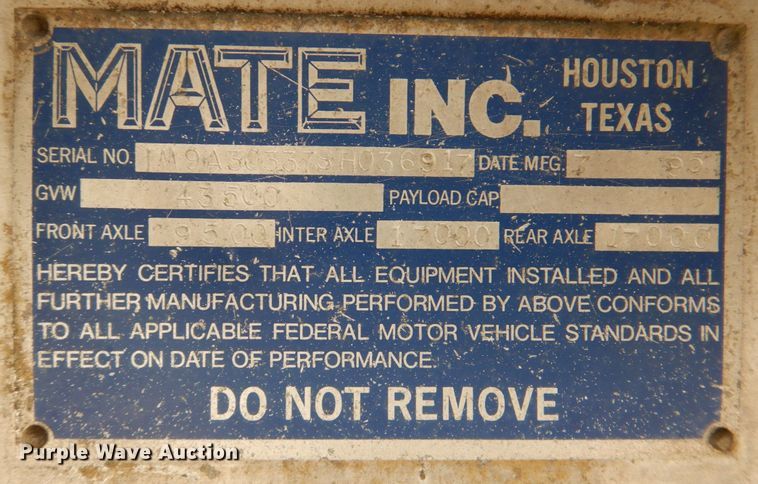 MATE INC. HOUSTON TEXAS
SERIAL NO. DATE MFG. 7
GVW 43500 PAYLOAD CAP
FRONT AXLE 9500 INTER AXLE 17000 REAR AXLE 17000
HEREBY CERTIFIES THAT ALL EQUIPMENT INSTALLED AND ALL
FURTHER MANUFACTURING PERFORMED BY ABOVE CONFORMS
TO ALL APPLICABLE FEDERAL MOTOR VEHICLE STANDARDS IN
EFFECT ON DATE OF PERFORMANCE.
DO NOT REMOVE
Purple Wave Auction